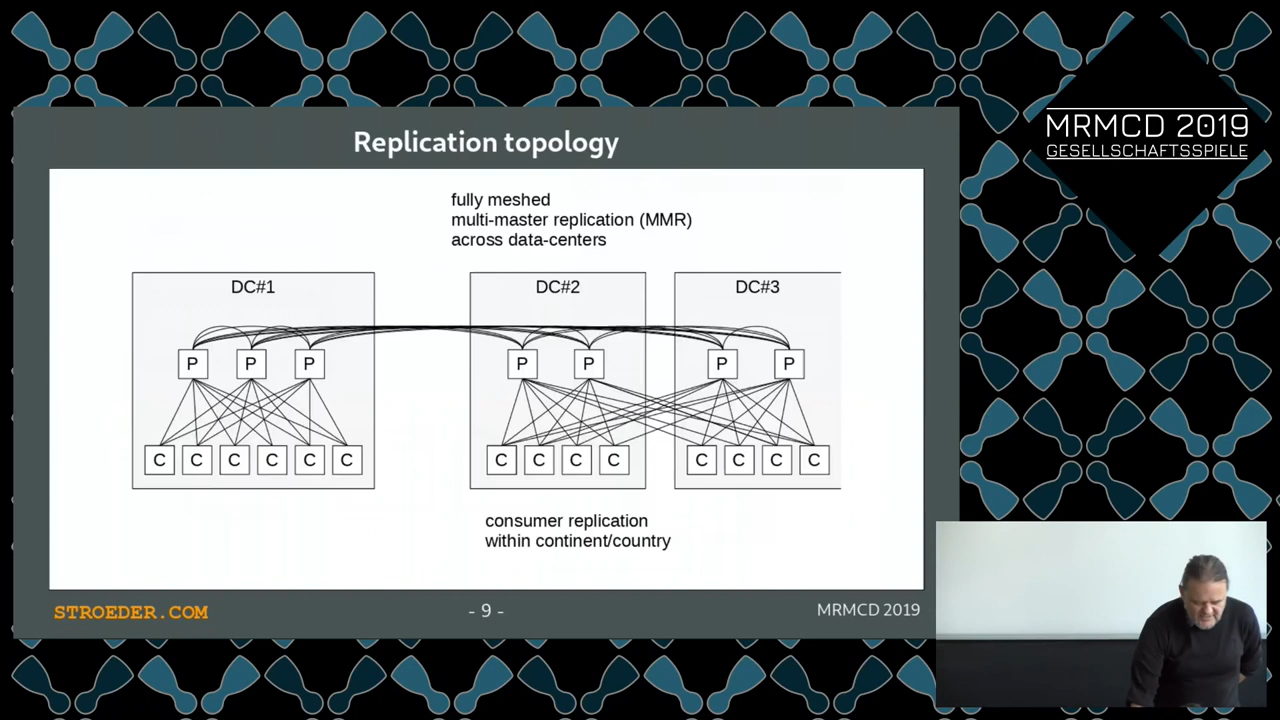 Replication topology
fully meshed
multi-master replication (MMR)
across data-centers
DC#1 DC#2 DC#3
P P P P P P P
C C C C C C C C C C C C C C
consumer replication
within continent/country
STROEDER.COM - 9 - MRMCD 2019
MRMCD 2019
GESELLSCHAFTSSPIELE